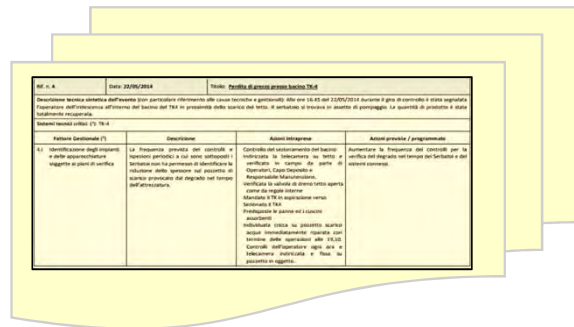 Rif. n. 4 Data: 22/05/2014 Titolo: Perdita di grezzo presso bacino TK-4
Descrizione tecnica sintetica dell'evento (con particolare riferimento alle cause tecniche e gestionali): Alle ore 16.45 del 22/05/2014 durante il giro di controllo è stata segnalata
l'operatore dell'iridescenza all'interno del bacino del TK4 in prossimità dello scarico del tetto. Il serbatoio si trovava in assetto di pompaggio. La quantità di prodotto è stata
totalmente recuperata.
Sistemi tecnici critici (¹): TK-4
Fattore Gestionale (²) Descrizione Azioni intraprese Azioni previste / programmate
4.i Identificazione degli impianti
e delle apparecchiature
soggette ai piani di verifica
La frequenza prevista dei controlli e
ispezioni periodici a cui sono sottoposti i
Serbatoi non ha permesso di identificare la
riduzione dello spessore sul pozzetto di
scarico provocato dal degrado nel tempo
dell'attrezzatura.
Controllo del sezionamento del bacino
Indirizzata la telecamera su tetto e
verificato in campo da parte di
Operatori, Capo Deposito e
Responsabile Manutenzione.
Verificata la valvola di dreno tetto aperta
come da regole interne
Mandato il TK in aspirazione verso
Serbatoio il TK4
Predisposte le panne ed i cuscini
assorbenti
Individuata cricca su pozzetto scarico
acque immediatamente riparata con
termine delle operazioni alle 19.10.
Controlli dell'operatore ogni ora e
telecamera indirizzata e fissa su
pozzetto in oggetto.
Aumentare la frequenza dei controlli per la
verifica del degrado nel tempo dei Serbatoi e dei
sistemi connessi.